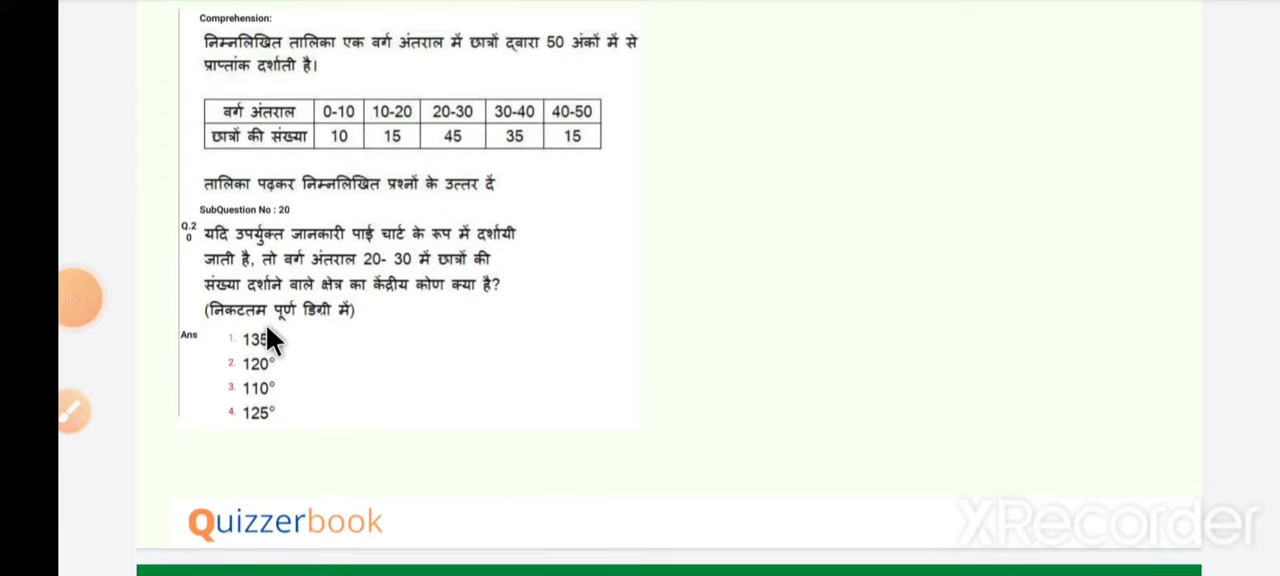 Comprehension:
निम्नलिखित तालिका एक वर्ग अंतराल में छात्रों द्वारा 50 अंकों में से
प्राप्तांक दर्शाती है।
वर्ग अंतराल 0-10 10-20 20-30 30-40 40-50
छात्रों की संख्या 10 15 45 35 15
तालिका पढ़कर निम्नलिखित प्रश्नों के उत्तर दें
SubQuestion No : 20
Q.20 यदि उपर्युक्त जानकारी पाई चार्ट के रूप में दर्शायी
जाती है, तो वर्ग अंतराल 20- 30 में छात्रों की
संख्या दर्शाने वाले क्षेत्र का केंद्रीय कोण क्या है?
(निकटतम पूर्ण डिग्री में)
Ans 1. 135
2. 120°
3. 110°
4. 125°
Quizzerbook
XRecorder